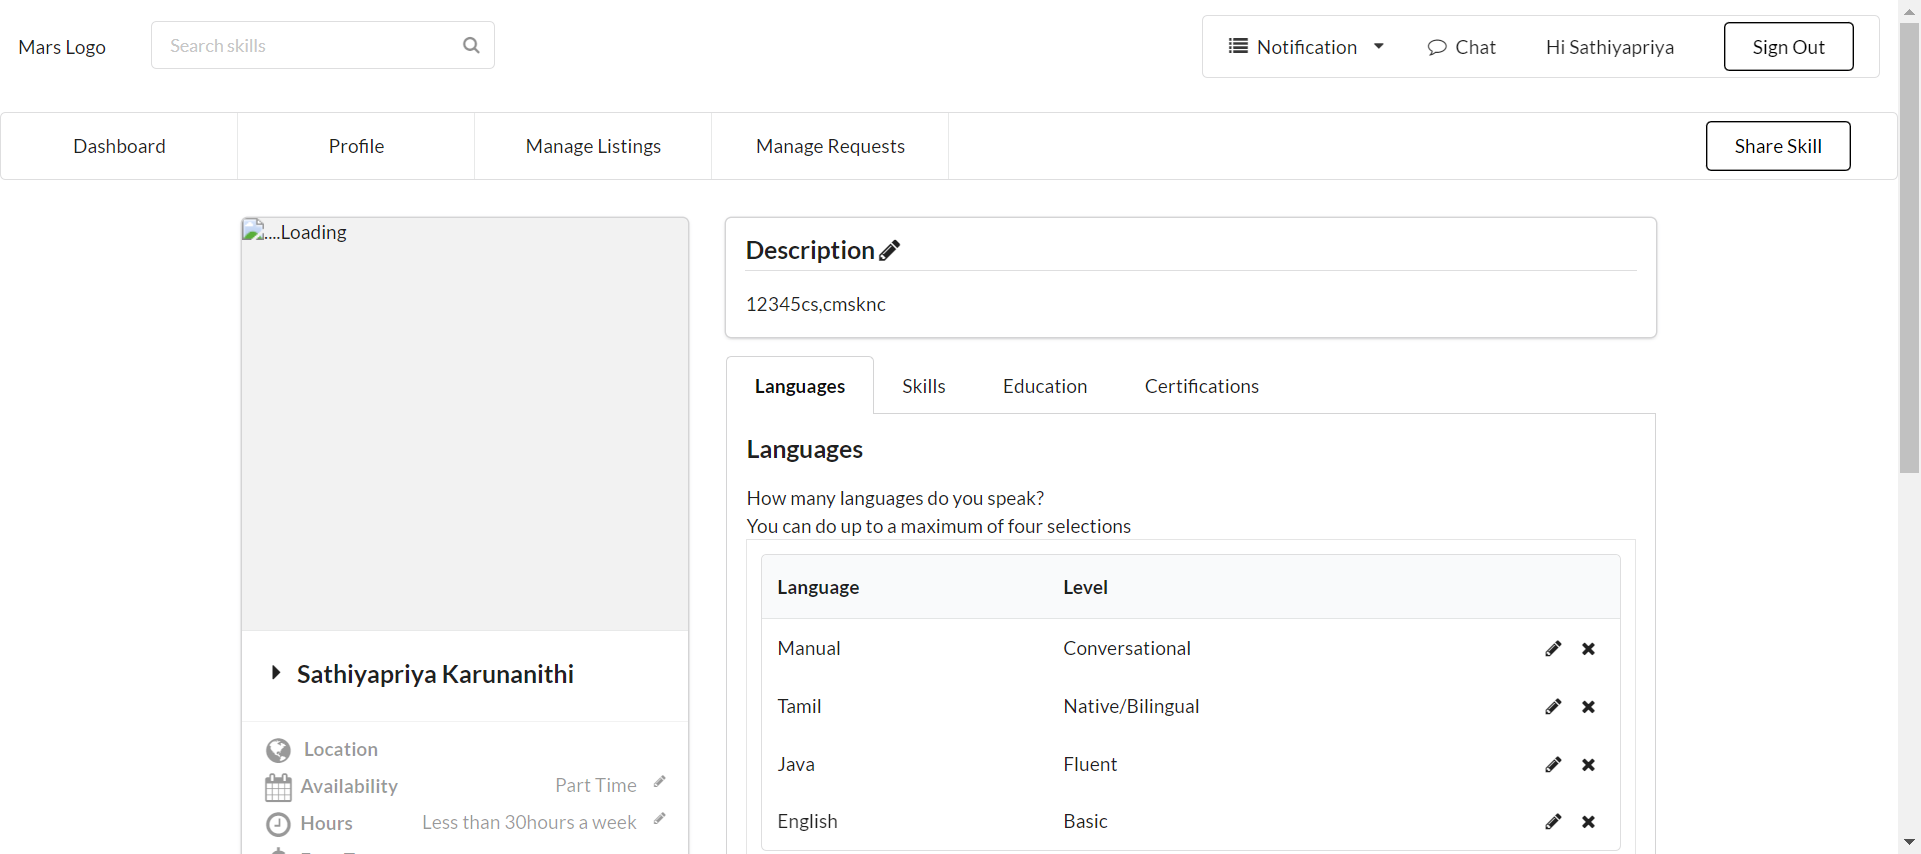 Mars Logo
Search skills
Notification
Chat
Hi Sathiyapriya
Sign Out
Dashboard
Profile
Manage Listings
Manage Requests
Share Skill
....Loading
Sathiyapriya Karunanithi
Location
Availability Part Time
Hours Less than 30hours a week
Description
12345cs,cmsknc
Languages
Skills
Education
Certifications
Languages
How many languages do you speak?
You can do up to a maximum of four selections
Language Level
Manual Conversational
Tamil Native/Bilingual
Java Fluent
English Basic